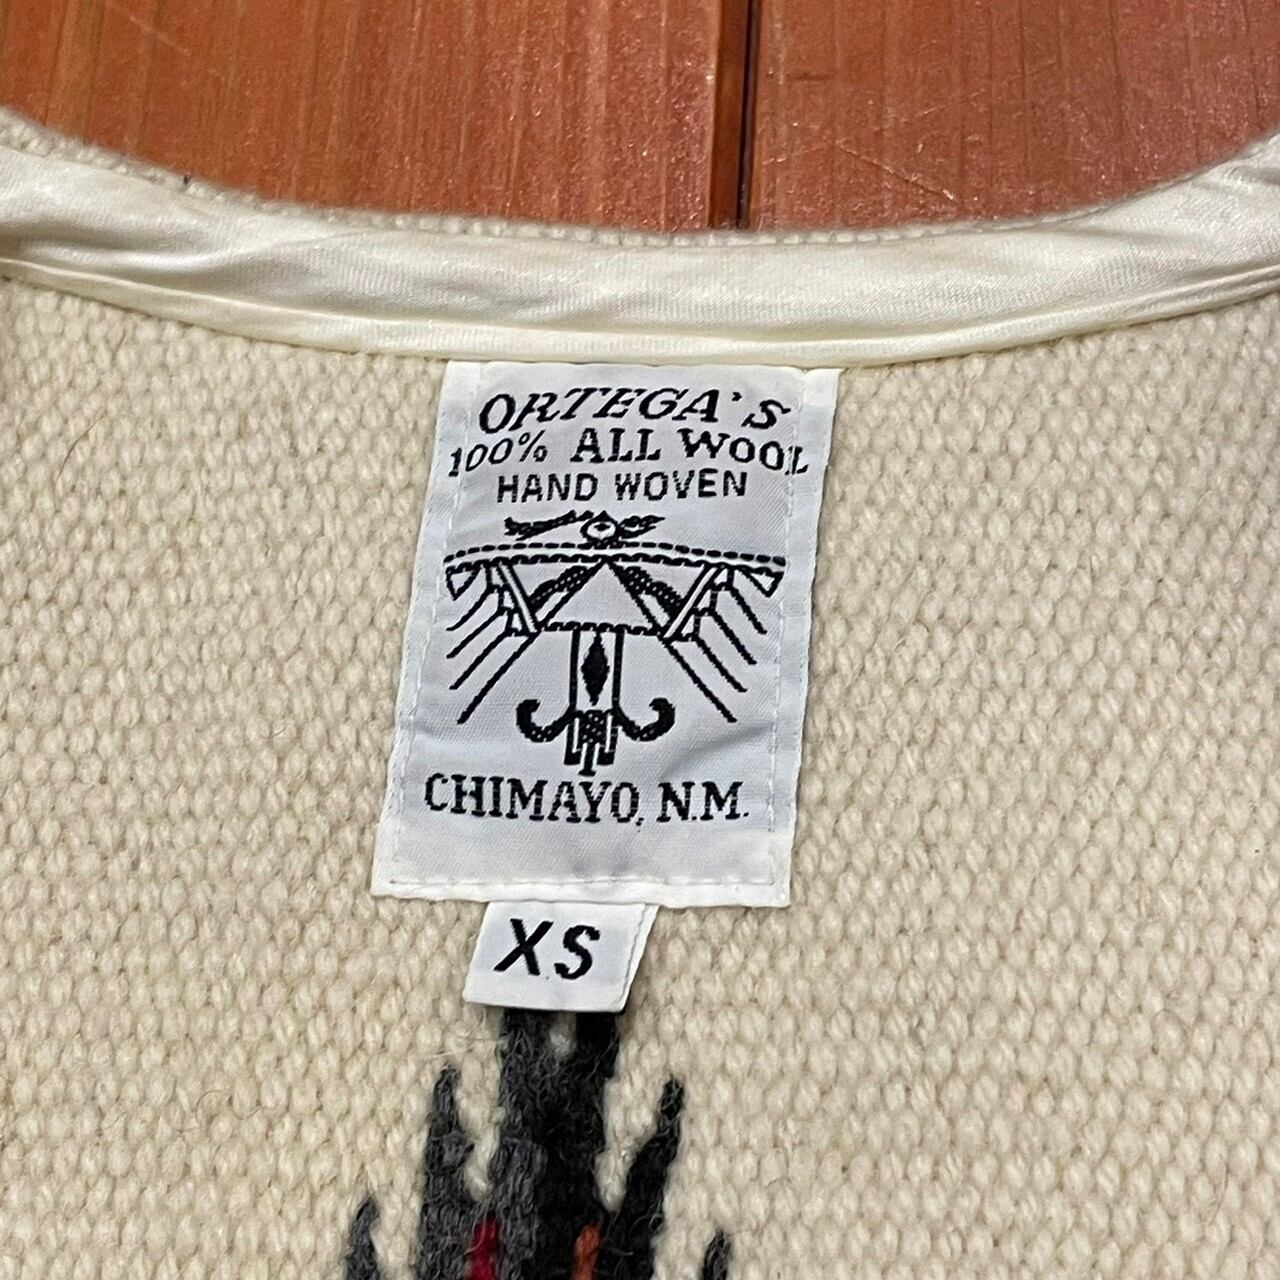 ORTEGA'S
100% ALL WOOL
HAND WOVEN
CHIMAYO, N.M.
XS